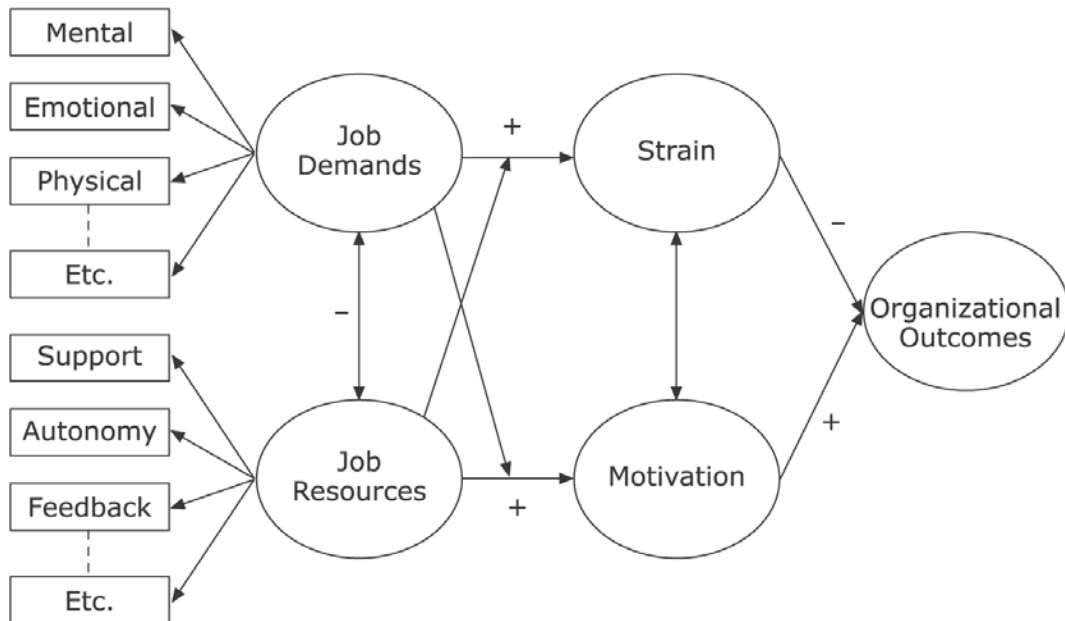 Mental
Emotional
Physical
Etc.
Support
Autonomy
Feedback
Etc.
Job
Demands
–
Job
Resources
+
+
Strain
Motivation
–
+
Organizational
Outcomes